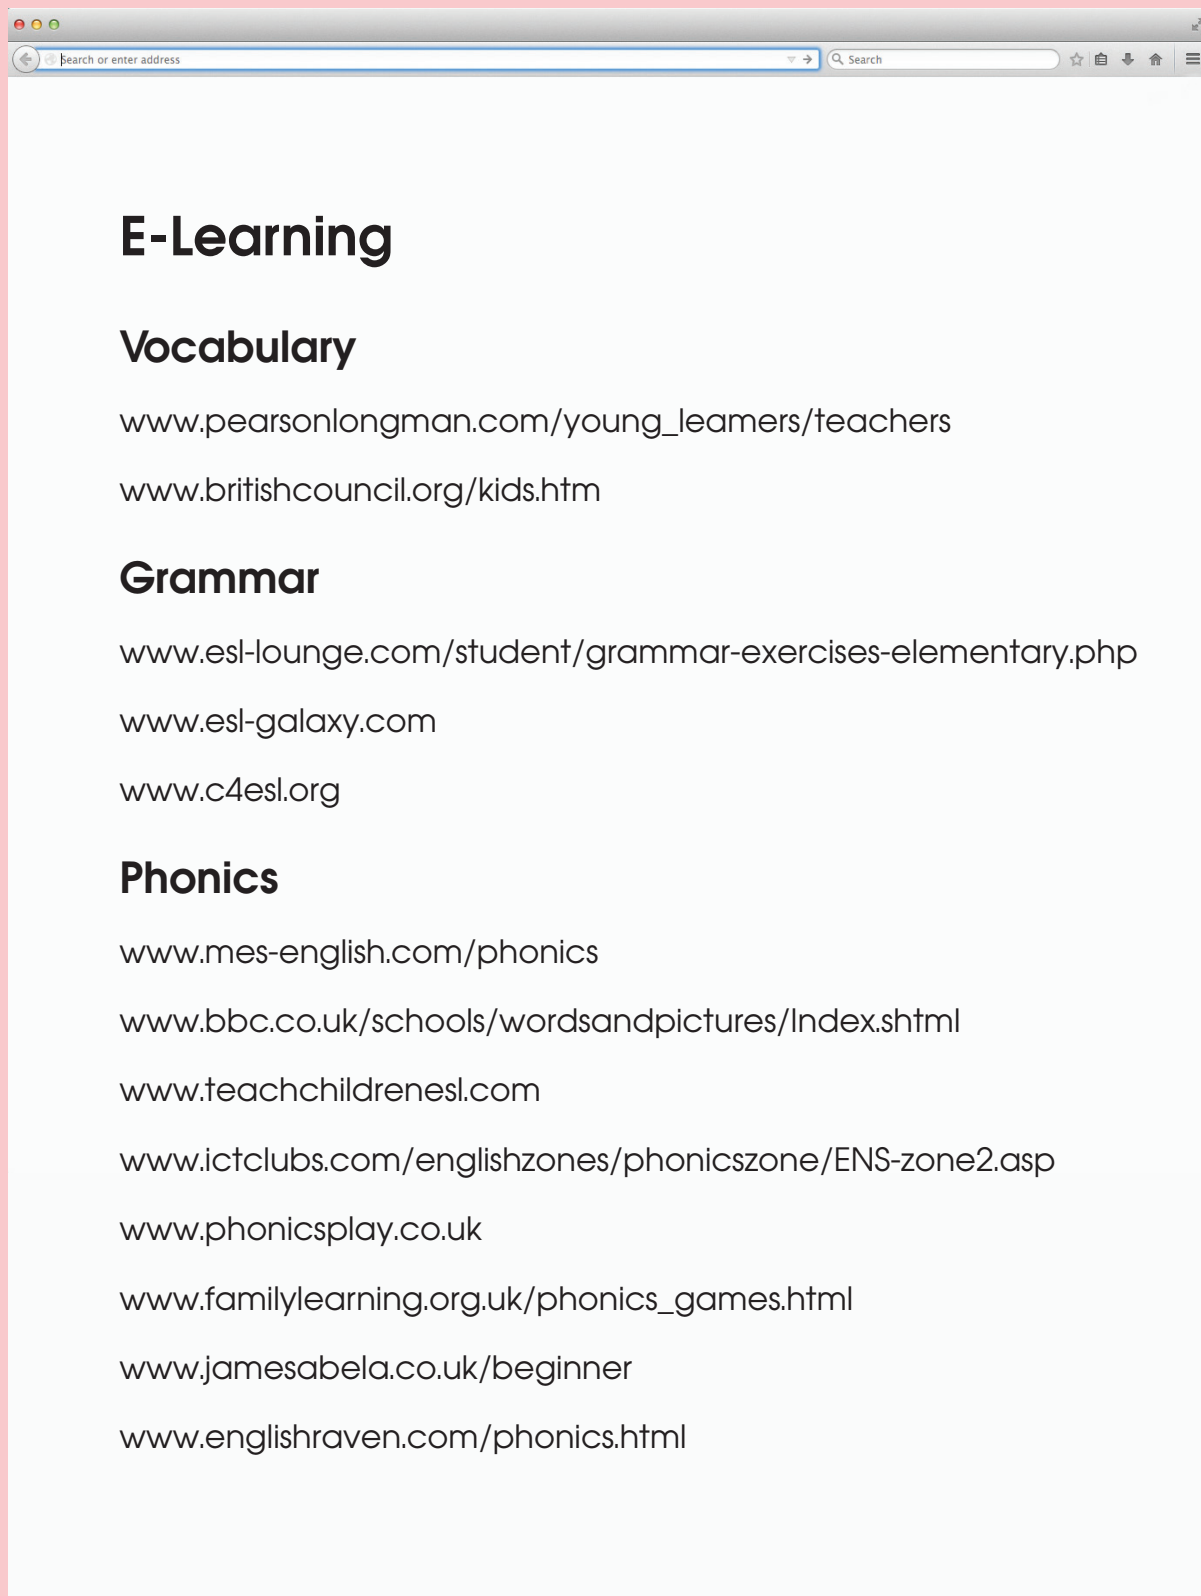 Search or enter address
Search
E-Learning
Vocabulary
www.pearsonlongman.com/young_leamers/teachers
www.britishcouncil.org/kids.htm
Grammar
www.esl-lounge.com/student/grammar-exercises-elementary.php
www.esl-galaxy.com
www.c4esl.org
Phonics
www.mes-english.com/phonics
www.bbc.co.uk/schools/wordsandpictures/Index.shtml
www.teachchildrenesl.com
www.ictclubs.com/englishzones/phonicszone/ENS-zone2.asp
www.phonicsplay.co.uk
www.familylearning.org.uk/phonics_games.html
www.jamesabela.co.uk/beginner
www.englishraven.com/phonics.html